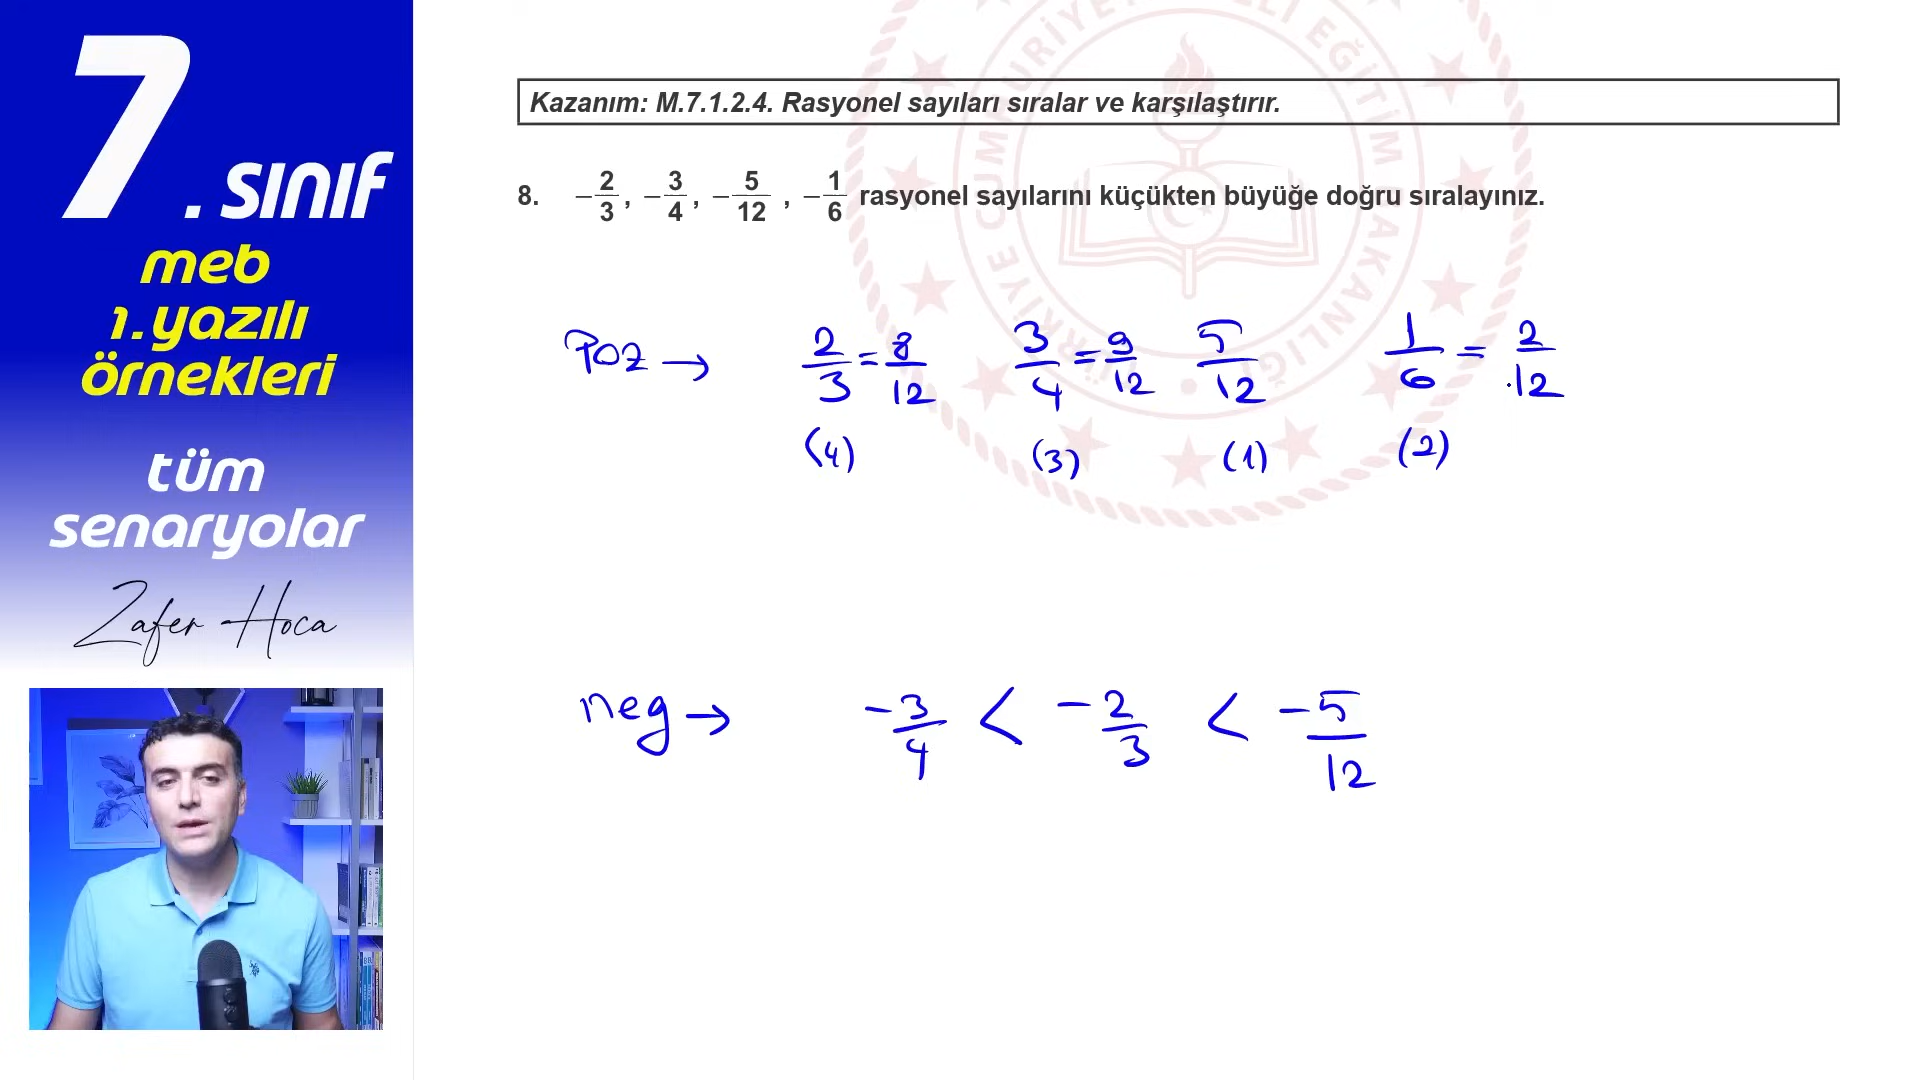 7. SINIF
meb
1.yazılı
örnekleri
tüm
senaryolar
Zafer Hoca
Kazanım: M.7.1.2.4. Rasyonel sayıları sıralar ve karşılaştırır.
8. -2/3, -3/4, -5/12, -1/6 rasyonel sayılarını küçükten büyüğe doğru sıralayınız.
Poz → 2/3 = 8/12 3/4 = 9/12 5/12 1/6 = 2/12
(4) (3) (1) (2)
neg → -3/4 < -2/3 < -5/12